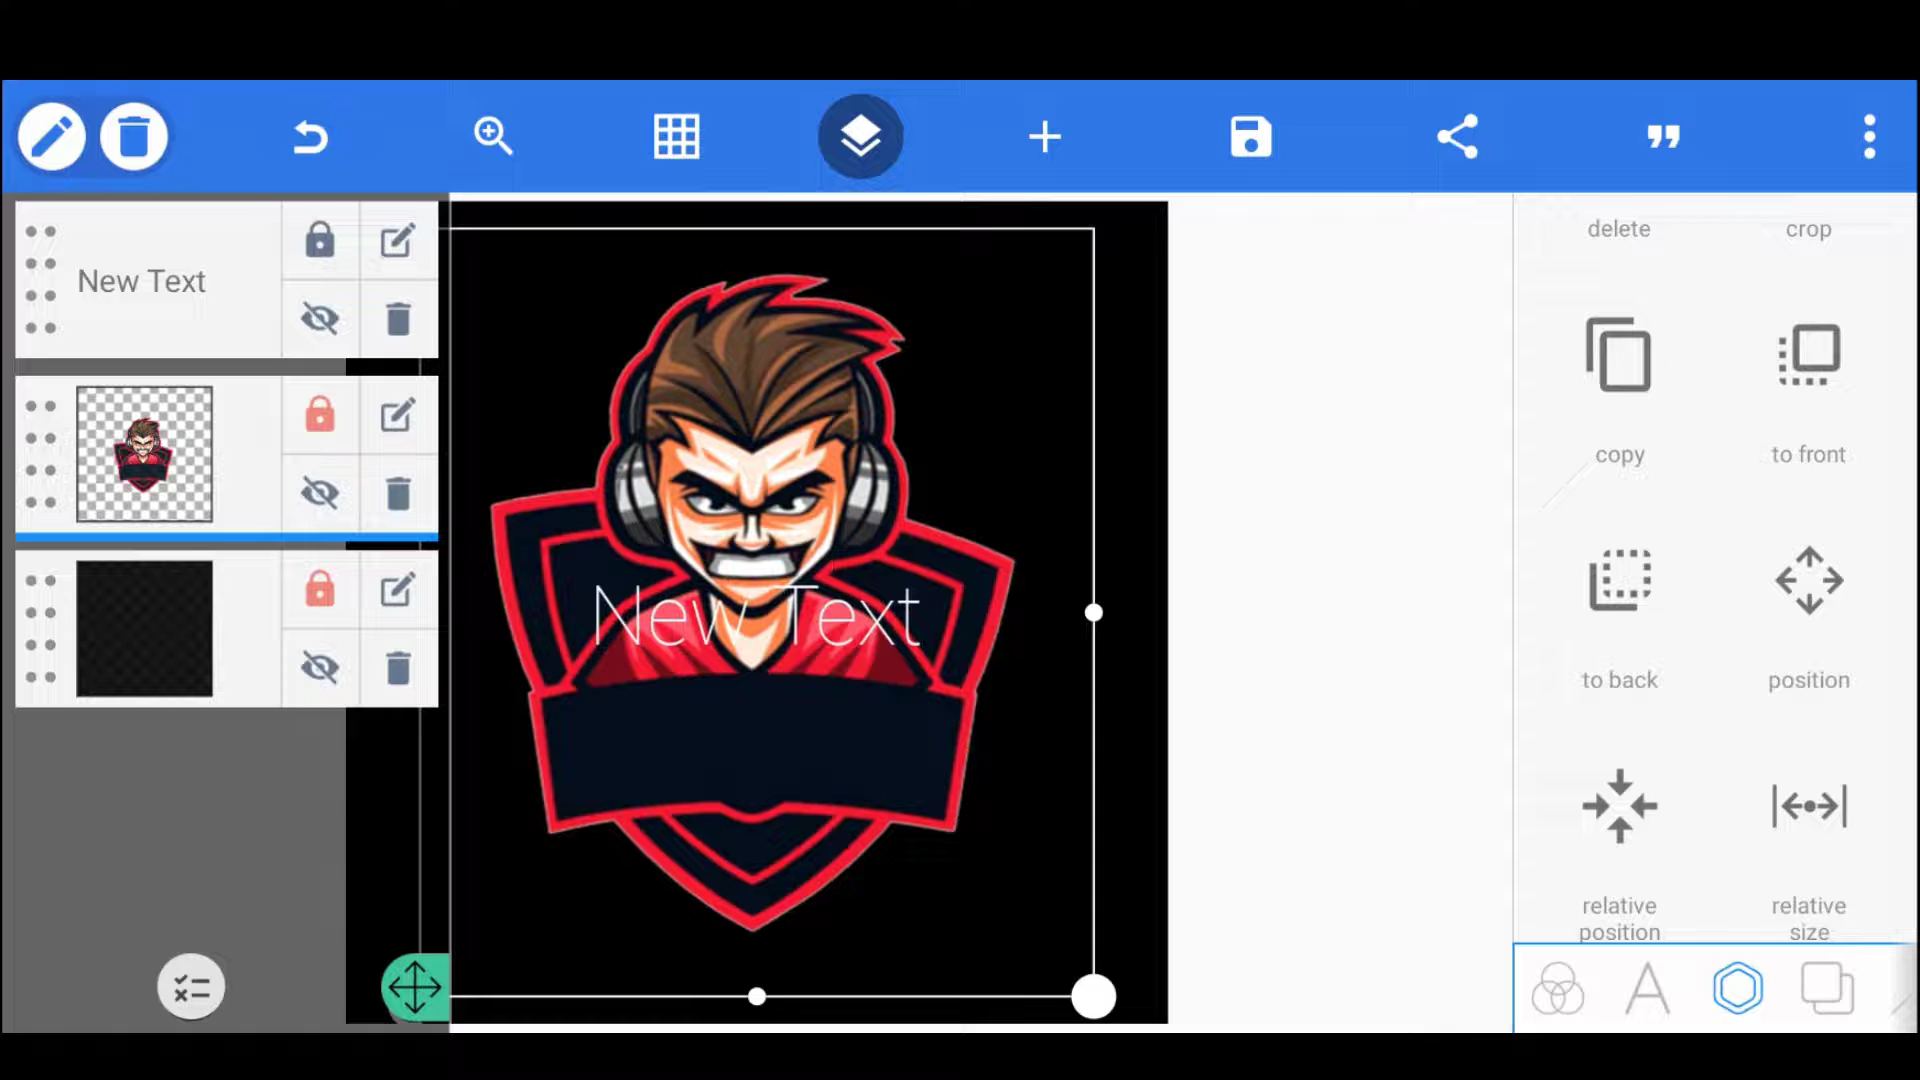 New Text
New Text
delete
crop
copy
to front
to back
position
relative
position
relative
size